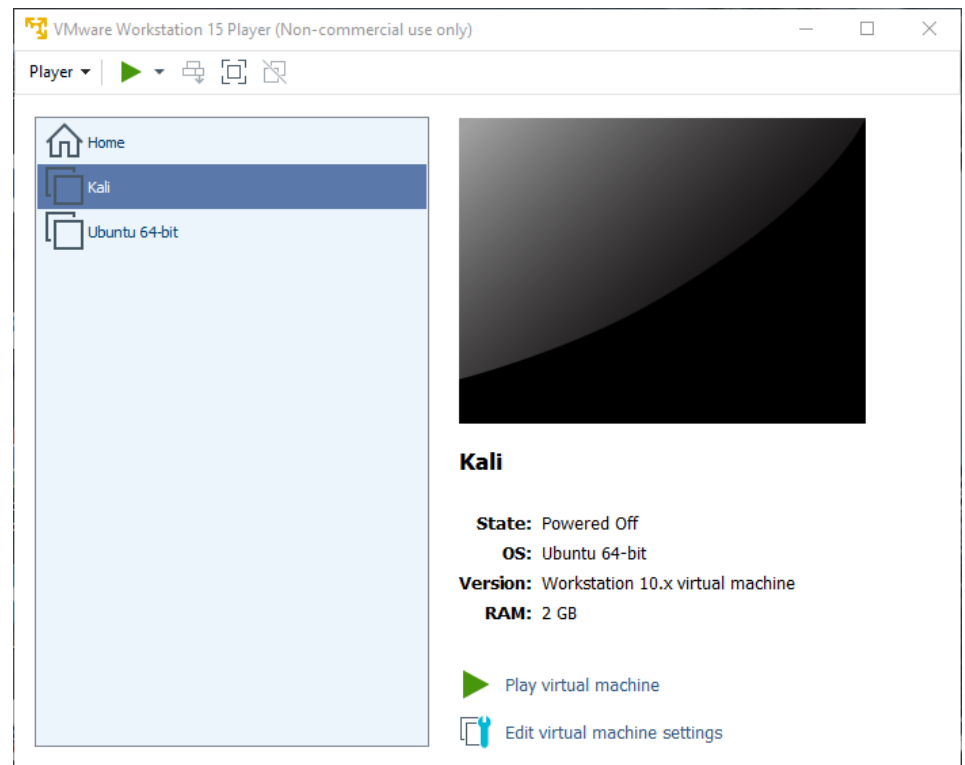 VMware Workstation 15 Player (Non-commercial use only)
Player
Home
Kali
Ubuntu 64-bit
Kali
State: Powered Off
OS: Ubuntu 64-bit
Version: Workstation 10.x virtual machine
RAM: 2 GB
Play virtual machine
Edit virtual machine settings